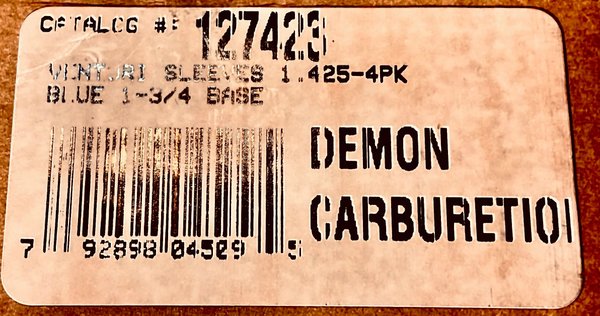 CATALOG #: 127423
VENTURI SLEEVES 1.425-4PK
BLUE 1-3/4 BASE
DEMON
CARBURETIO
7 92898 04509 5